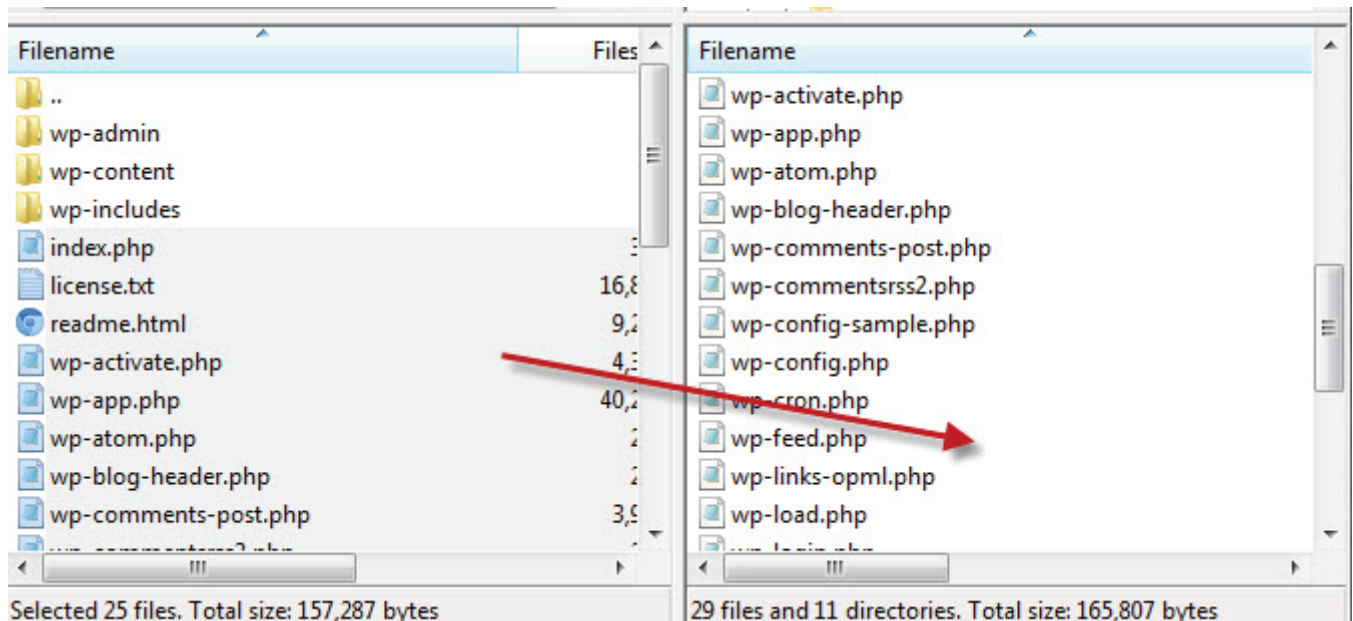 Filename Files
..
wp-admin
wp-content
wp-includes
index.php
license.txt 16,8
readme.html 9,2
wp-activate.php 4,3
wp-app.php 40,2
wp-atom.php 2
wp-blog-header.php 2
wp-comments-post.php 3,9
Selected 25 files. Total size: 157,287 bytes
Filename
wp-activate.php
wp-app.php
wp-atom.php
wp-blog-header.php
wp-comments-post.php
wp-commentsrss2.php
wp-config-sample.php
wp-config.php
wp-cron.php
wp-feed.php
wp-links-opml.php
wp-load.php
wp-login.php
29 files and 11 directories. Total size: 165,807 bytes